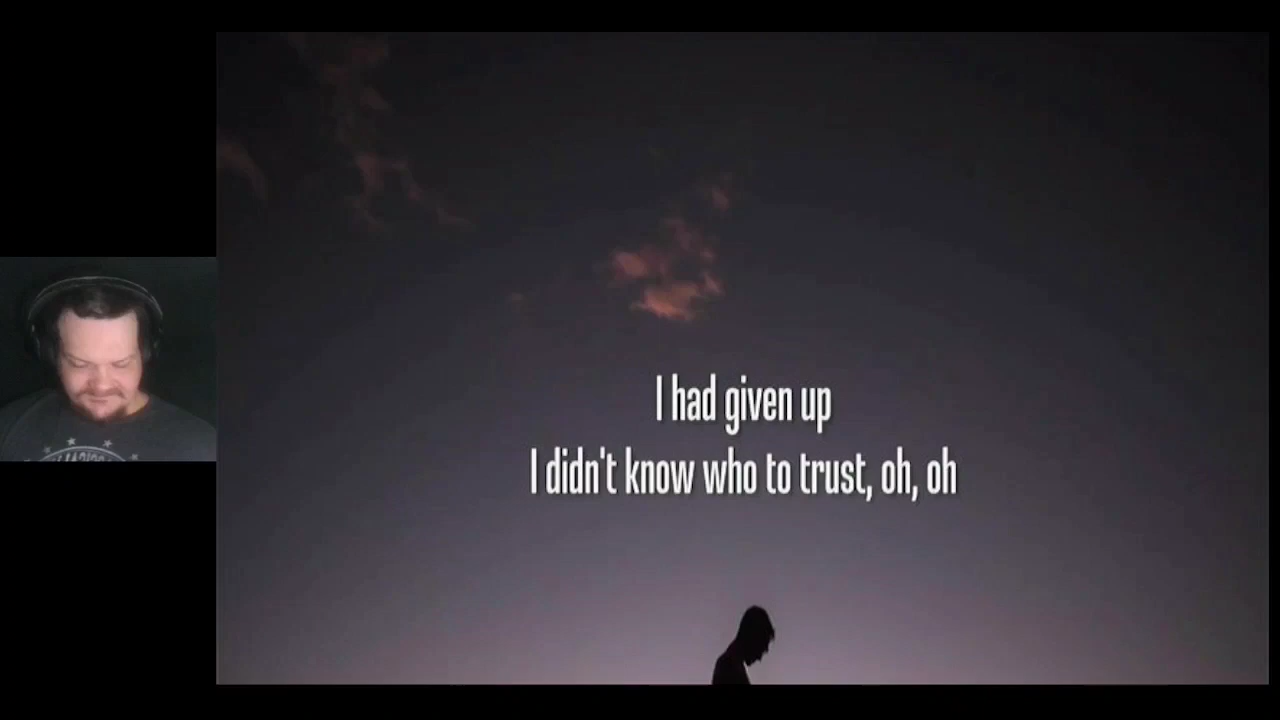 I had given up
I didn't know who to trust, oh, oh